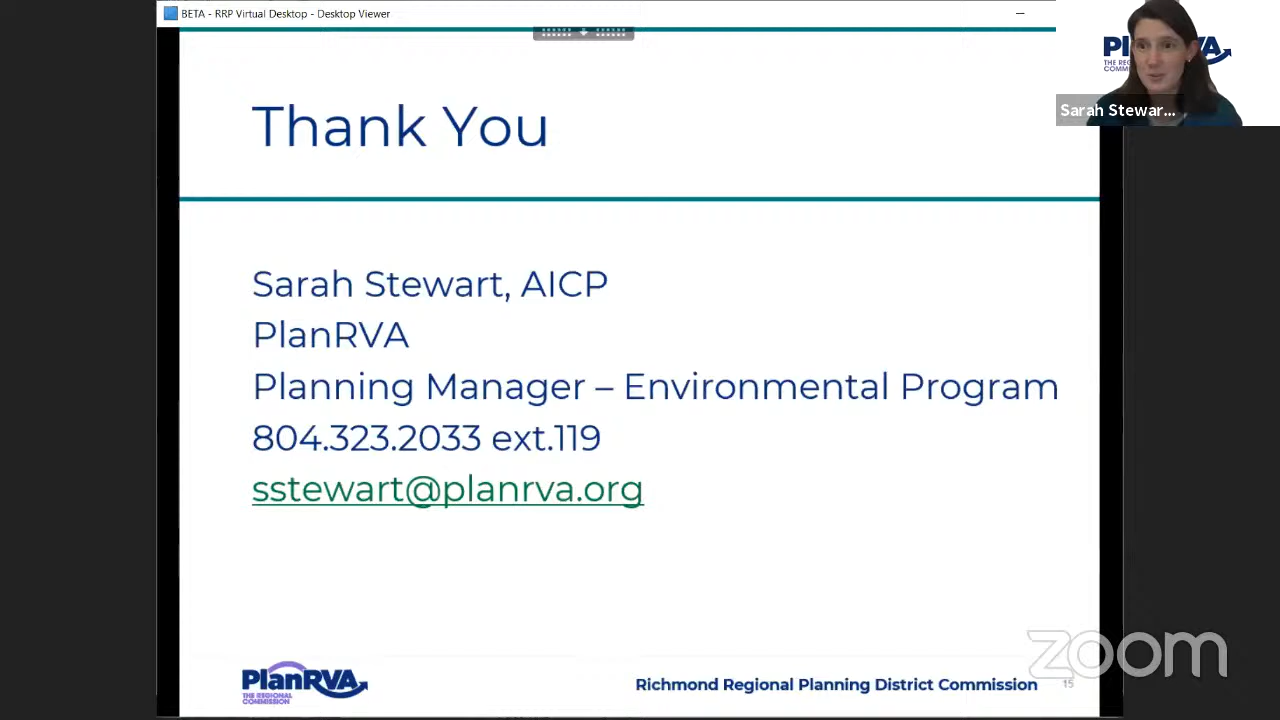 BETA - RRP Virtual Desktop - Desktop Viewer
Sarah Stewar...
Thank You
Sarah Stewart, AICP
PlanRVA
Planning Manager – Environmental Program
804.323.2033 ext.119
sstewart@planrva.org
PlanRVA
THE REGIONAL
COMMISSION
Richmond Regional Planning District Commission
15
zoom